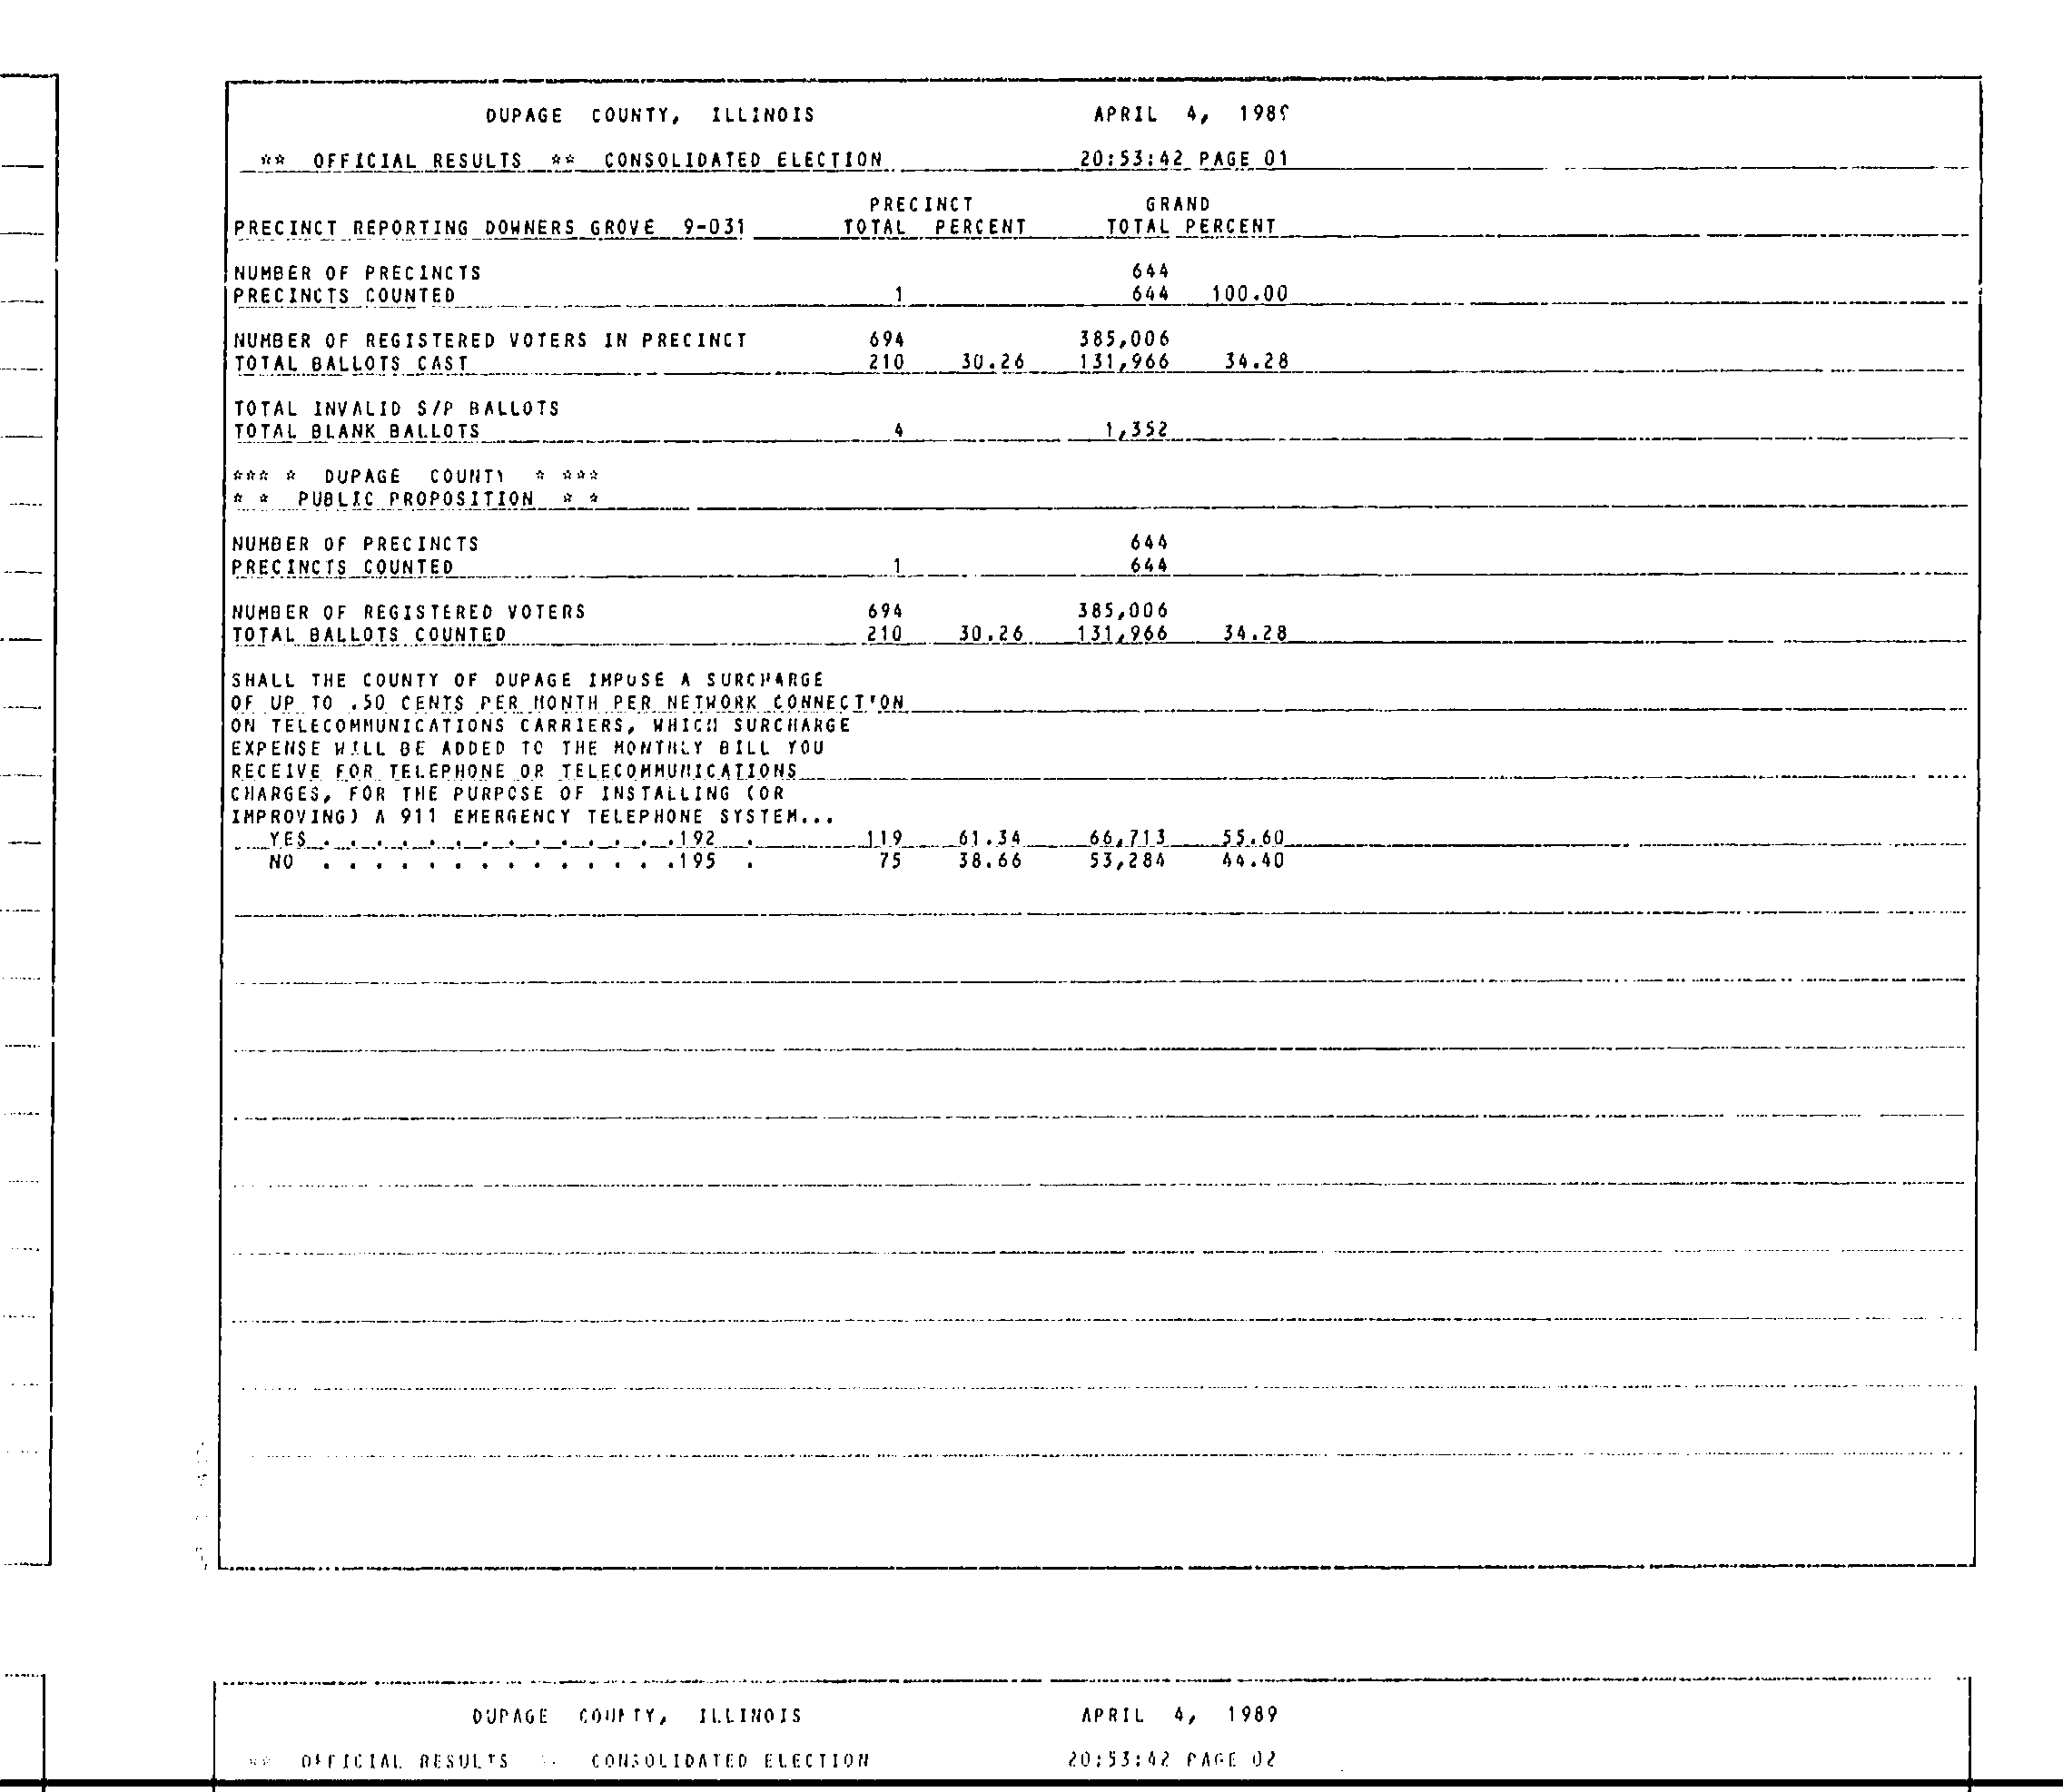 DUPAGE COUNTY, ILLINOIS APRIL 4, 1989
** OFFICIAL RESULTS ** CONSOLIDATED ELECTION 20:53:42 PAGE 01
PRECINCT GRAND
PRECINCT REPORTING DOWNERS GROVE 9-031 TOTAL PERCENT TOTAL PERCENT
NUMBER OF PRECINCTS 644
PRECINCTS COUNTED 1 644 100.00
NUMBER OF REGISTERED VOTERS IN PRECINCT 694 385,006
TOTAL BALLOTS CAST 210 30.26 131,966 34.28
TOTAL INVALID S/P BALLOTS
TOTAL BLANK BALLOTS 4 1,352
*** * DUPAGE COUNTY * ***
* * PUBLIC PROPOSITION * *
NUMBER OF PRECINCTS 644
PRECINCTS COUNTED 1 644
NUMBER OF REGISTERED VOTERS 694 385,006
TOTAL BALLOTS COUNTED 210 30.26 131,966 34.28
SHALL THE COUNTY OF DUPAGE IMPOSE A SURCHARGE
OF UP TO .50 CENTS PER MONTH PER NETWORK CONNECTION
ON TELECOMMUNICATIONS CARRIERS, WHICH SURCHARGE
EXPENSE WILL BE ADDED TO THE MONTHLY BILL YOU
RECEIVE FOR TELEPHONE OR TELECOMMUNICATIONS
CHARGES, FOR THE PURPOSE OF INSTALLING (OR
IMPROVING) A 911 EMERGENCY TELEPHONE SYSTEM...
YES . . . . . . . . . . . . . .192 . 119 61.34 66,713 55.60
NO . . . . . . . . . . . . . .195 . 75 38.66 53,284 44.40
DUPAGE COUNTY, ILLINOIS APRIL 4, 1989
** OFFICIAL RESULTS ** CONSOLIDATED ELECTION 20:53:42 PAGE 02